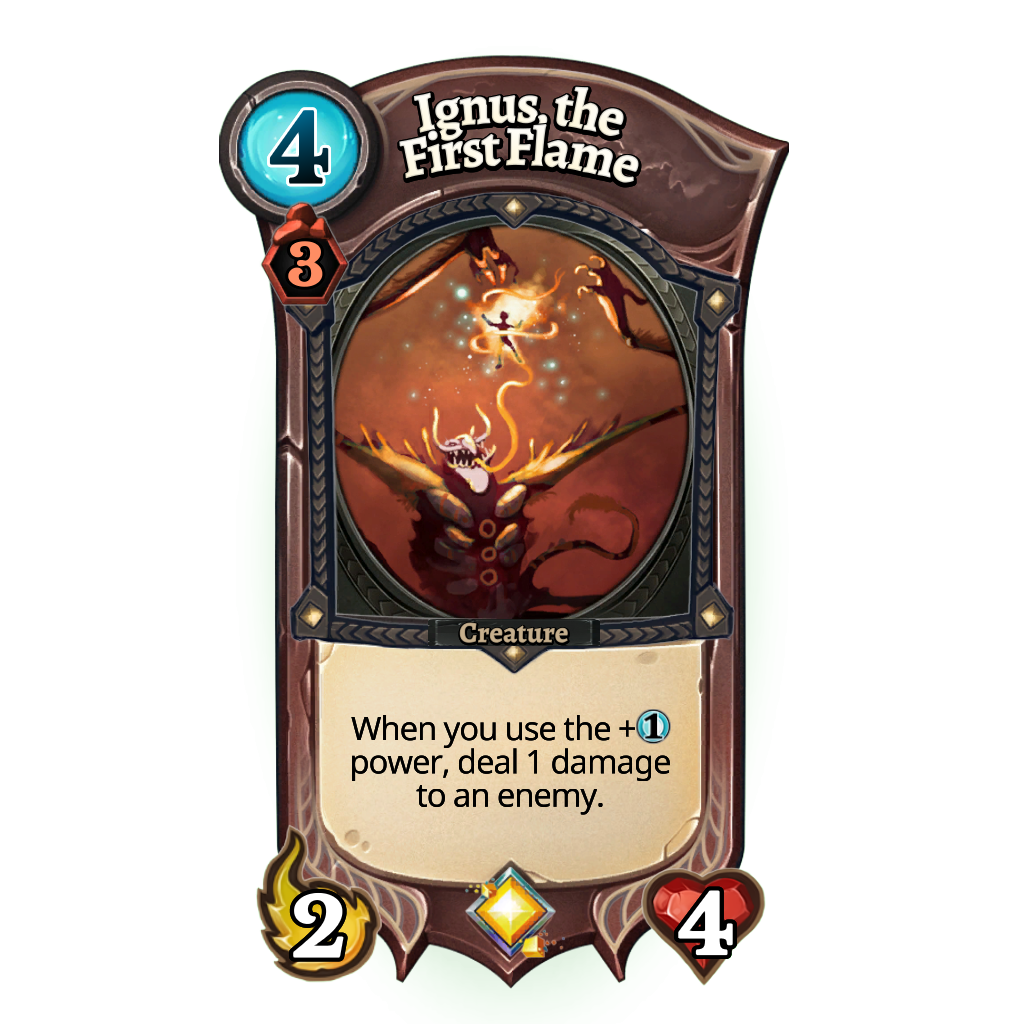 4
Ignus, the
First Flame
3
Creature
When you use the +1
power, deal 1 damage
to an enemy.
2
4